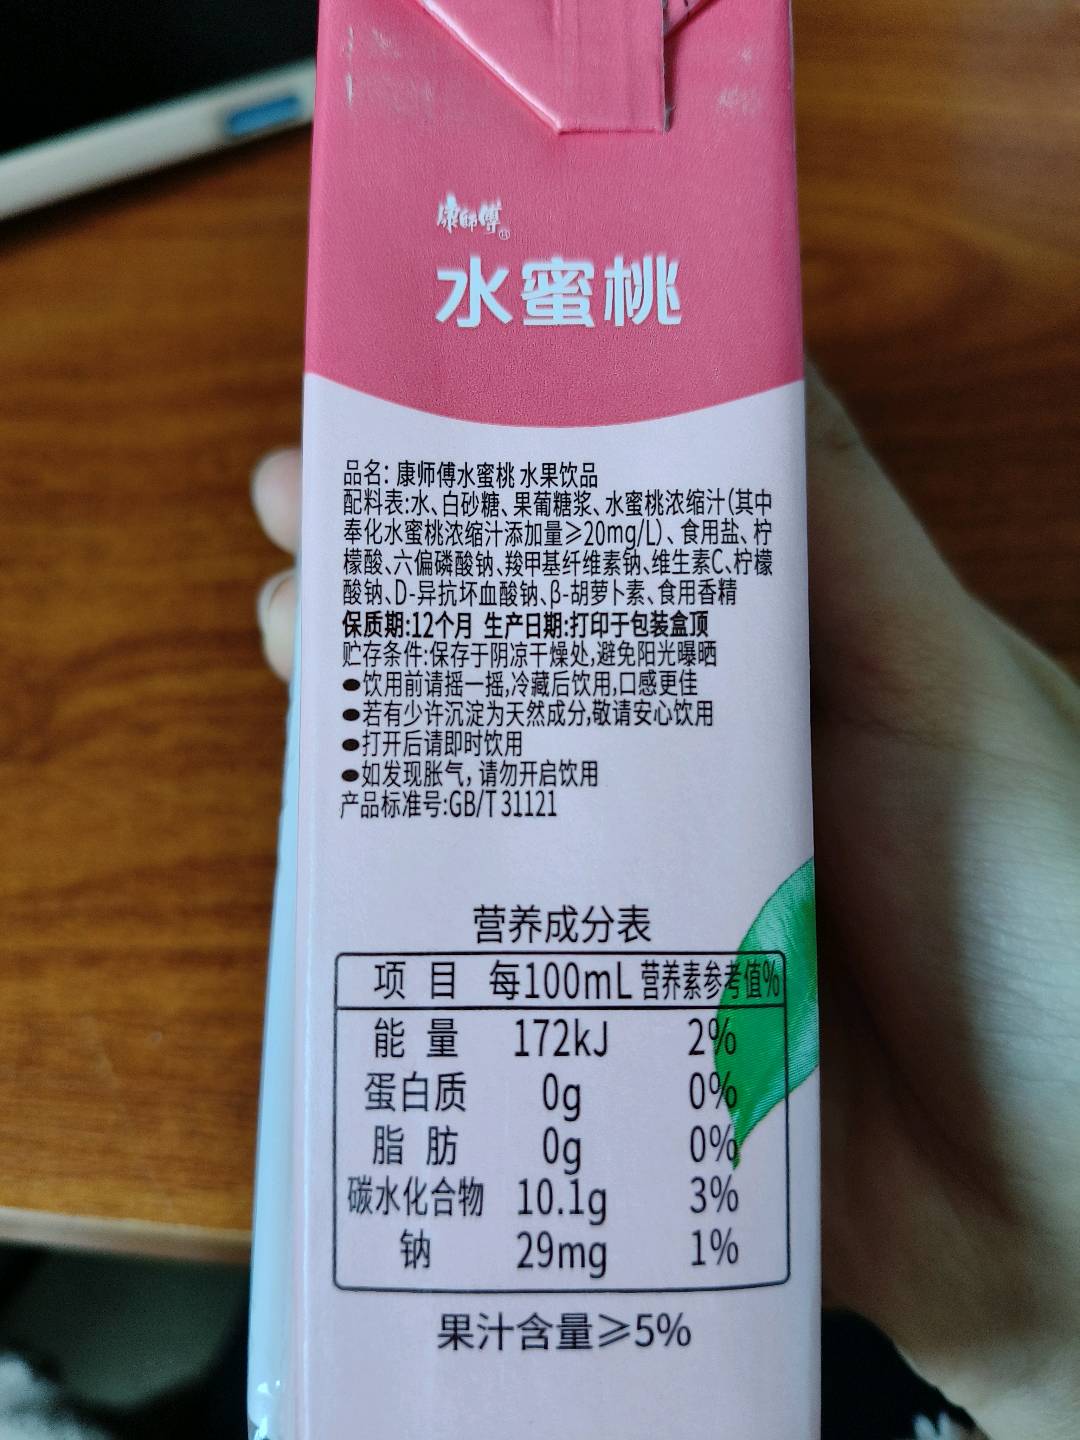 康師傅
水蜜桃
品名: 康师傅水蜜桃 水果饮品
配料表:水、白砂糖、果葡糖浆、水蜜桃浓缩汁(其中
奉化水蜜桃浓缩汁添加量≥20mg/L)、食用盐、柠
檬酸、六偏磷酸钠、羧甲基纤维素钠、维生素C、柠檬
酸钠、D-异抗坏血酸钠、β-胡萝卜素、食用香精
保质期:12个月 生产日期:打印于包装盒顶
贮存条件:保存于阴凉干燥处,避免阳光曝晒
●饮用前请摇一摇,冷藏后饮用,口感更佳
●若有少许沉淀为天然成分,敬请安心饮用
●打开后请即时饮用
●如发现胀气, 请勿开启饮用
产品标准号:GB/T 31121
营养成分表
项 目 每100mL 营养素参考值%
能 量 172kJ 2%
蛋白质 0g 0%
脂 肪 0g 0%
碳水化合物 10.1g 3%
钠 29mg 1%
果汁含量≥5%